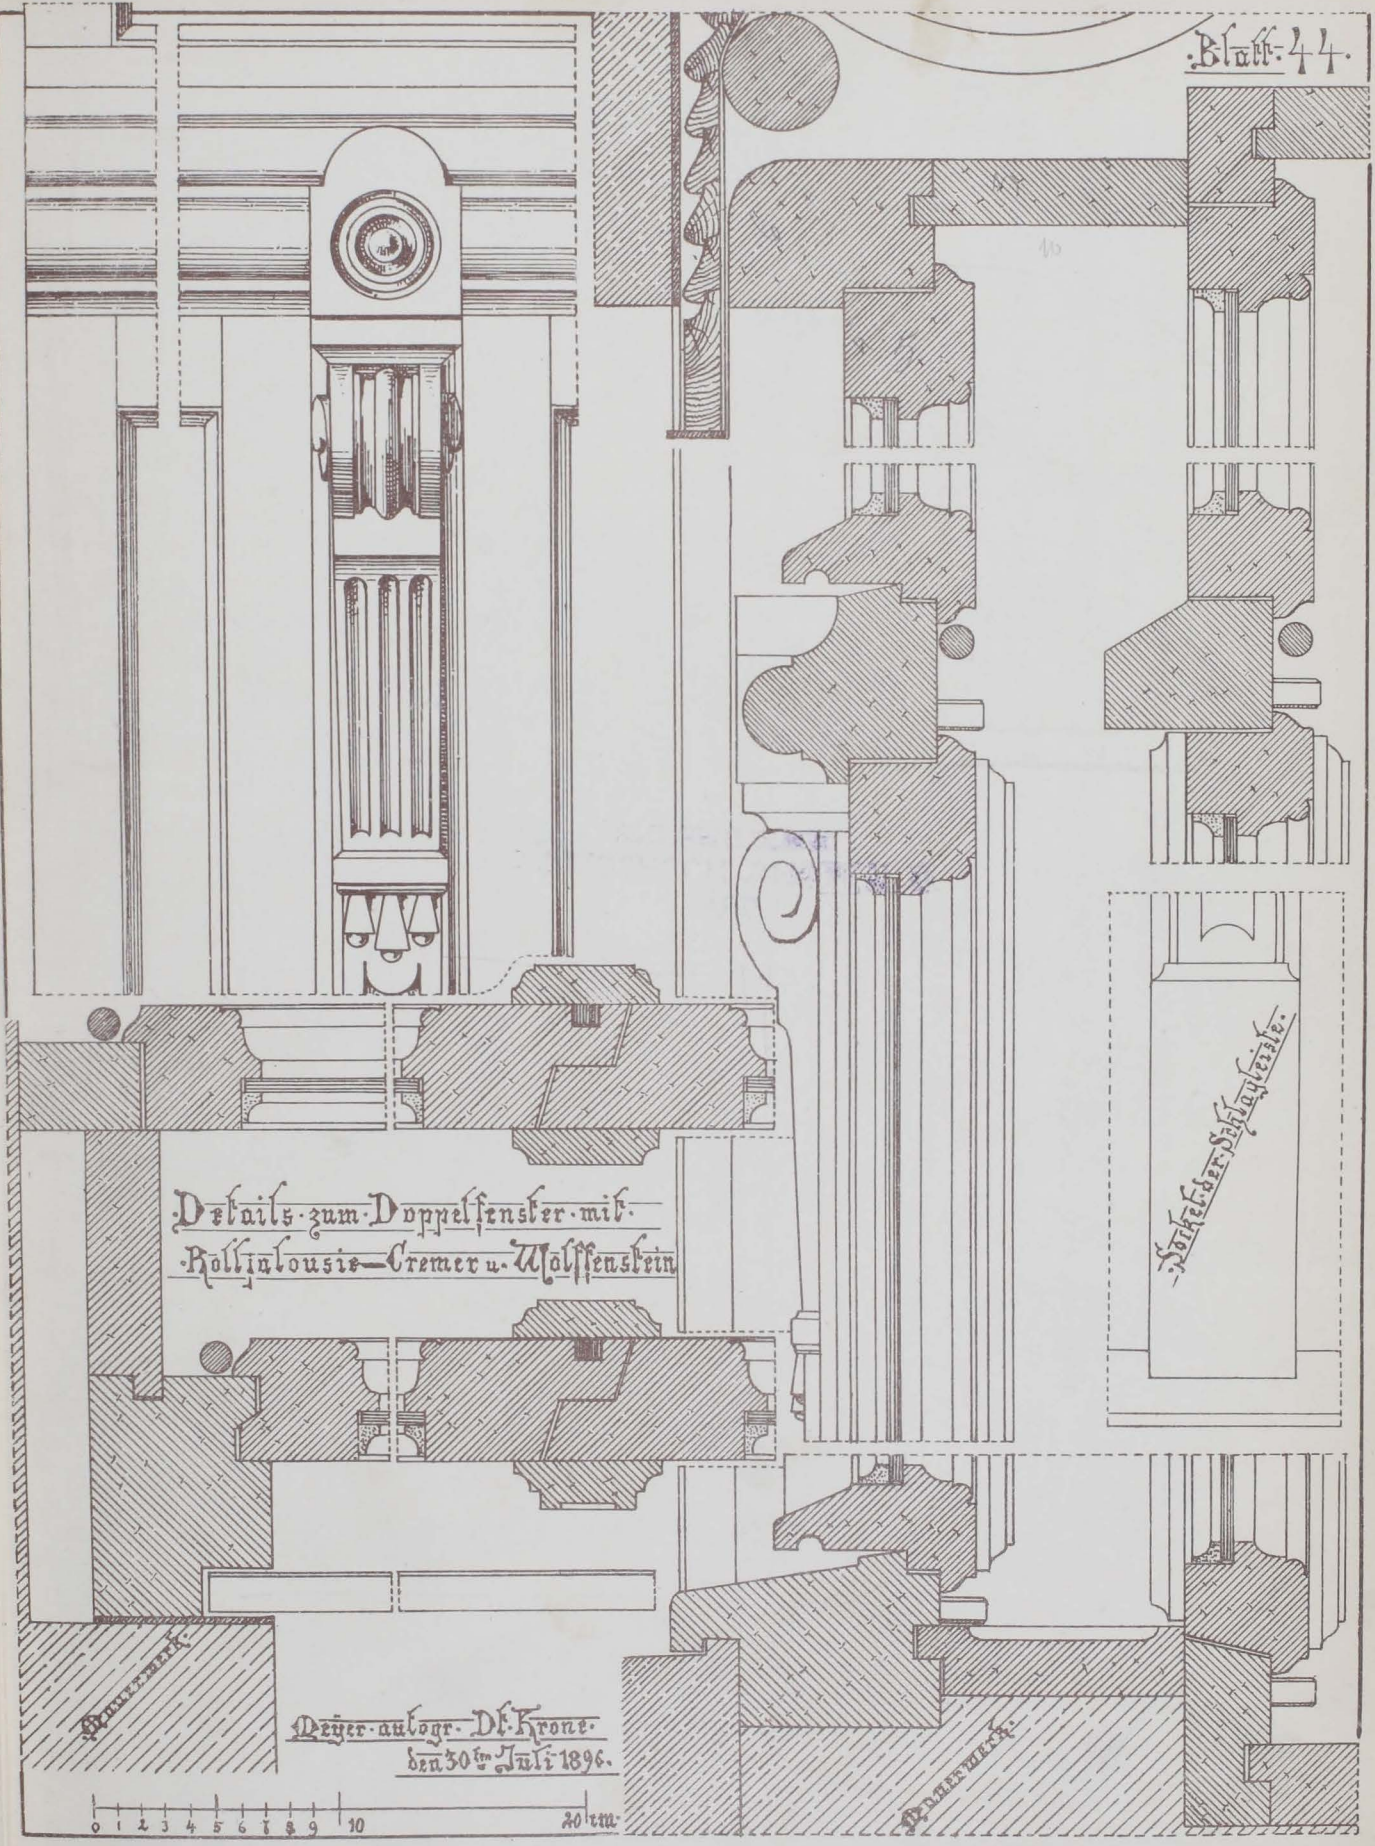 ·Blatt· 44.
·Sockel·der·Schlagleiste·
·Details·zum·Doppelfenster·mit·
·Rolljalousie—Cremer u. Wolffenstein
Mauerwerk·
Meÿer·autogr· Dt·Krone·
den 30ten Juli 1896.
Mauerwerk·
0 1 2 3 4 5 6 7 8 9 10 20 cm